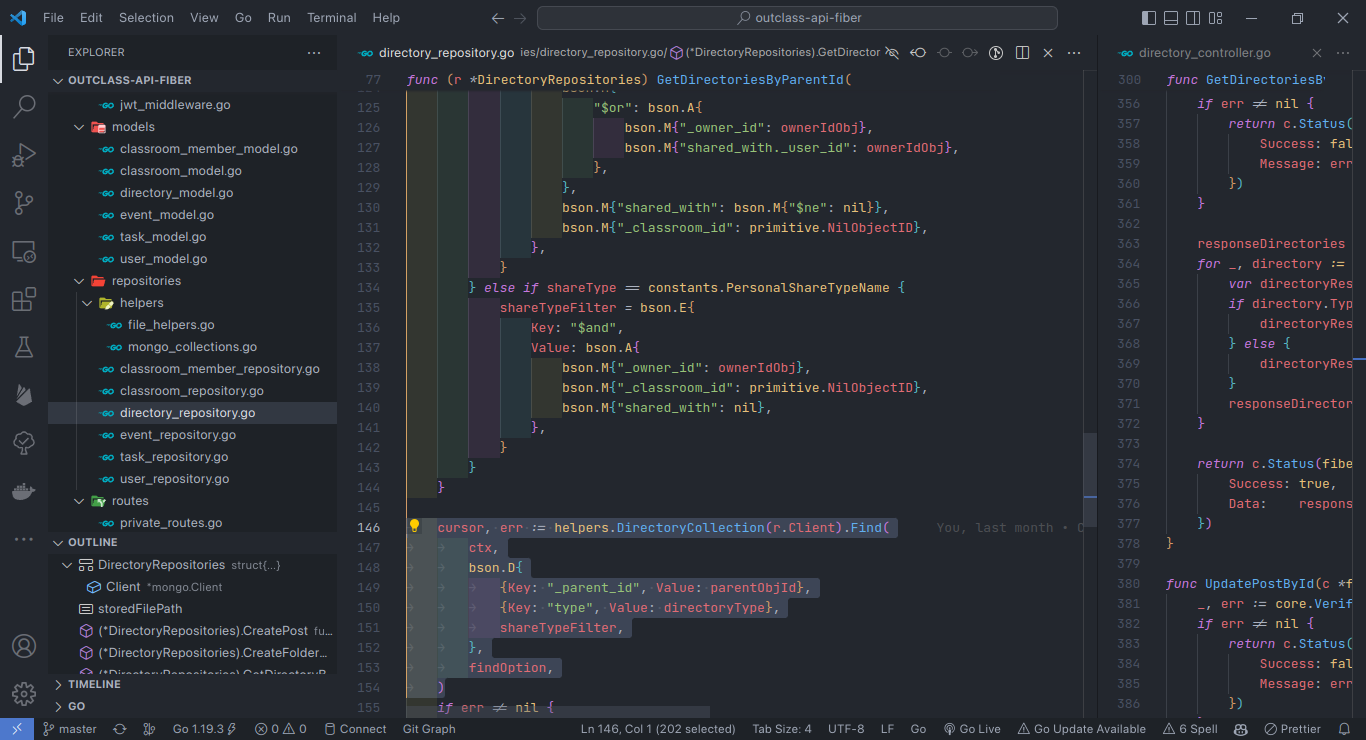 File Edit Selection View Go Run Terminal Help
outclass-api-fiber
EXPLORER
OUTCLASS-API-FIBER
jwt_middleware.go
models
classroom_member_model.go
classroom_model.go
directory_model.go
event_model.go
task_model.go
user_model.go
repositories
helpers
file_helpers.go
mongo_collections.go
classroom_member_repository.go
classroom_repository.go
directory_repository.go
event_repository.go
task_repository.go
user_repository.go
routes
private_routes.go
OUTLINE
DirectoryRepositories struct{...}
Client *mongo.Client
storedFilePath
(*DirectoryRepositories).CreatePost fu...
(*DirectoryRepositories).CreateFolder...
TIMELINE
GO
directory_repository.go ies/directory_repository.go/ (*DirectoryRepositories).GetDirector
77 func (r *DirectoryRepositories) GetDirectoriesByParentId(
125 "$or": bson.A{
126 bson.M{"_owner_id": ownerIdObj},
127 bson.M{"shared_with._user_id": ownerIdObj},
128 },
129 },
130 bson.M{"shared_with": bson.M{"$ne": nil}},
131 bson.M{"_classroom_id": primitive.NilObjectID},
132 },
133 }
134 } else if shareType == constants.PersonalShareTypeName {
135 shareTypeFilter = bson.E{
136 Key: "$and",
137 Value: bson.A{
138 bson.M{"_owner_id": ownerIdObj},
139 bson.M{"_classroom_id": primitive.NilObjectID},
140 bson.M{"shared_with": nil},
141 },
142 }
143 }
144 }
145
146 cursor, err := helpers.DirectoryCollection(r.Client).Find( You, last month •
147 ctx,
148 bson.D{
149 {Key: "_parent_id", Value: parentObjId},
150 {Key: "type", Value: directoryType},
151 shareTypeFilter,
152 },
153 findOption,
154 )
155 if err ≠ nil {
directory_controller.go
300 func GetDirectoriesBy
356 if err ≠ nil {
357 return c.Status(
358 Success: fal
359 Message: err
360 })
361 }
362
363 responseDirectories
364 for _, directory :=
365 var directoryRes
366 if directory.Typ
367 directoryRes
368 } else {
369 directoryRes
370 }
371 responseDirector
372 }
373
374 return c.Status(fibe
375 Success: true,
376 Data: respons
377 })
378 }
379
380 func UpdatePostById(c *f
381 _, err := core.Verif
382 if err ≠ nil {
383 return c.Status(
384 Success: fal
385 Message: err
386 })
master Go 1.19.3 0 0 Connect Git Graph Ln 146, Col 1 (202 selected) Tab Size: 4 UTF-8 LF Go Go Live Go Update Available 6 Spell Prettier